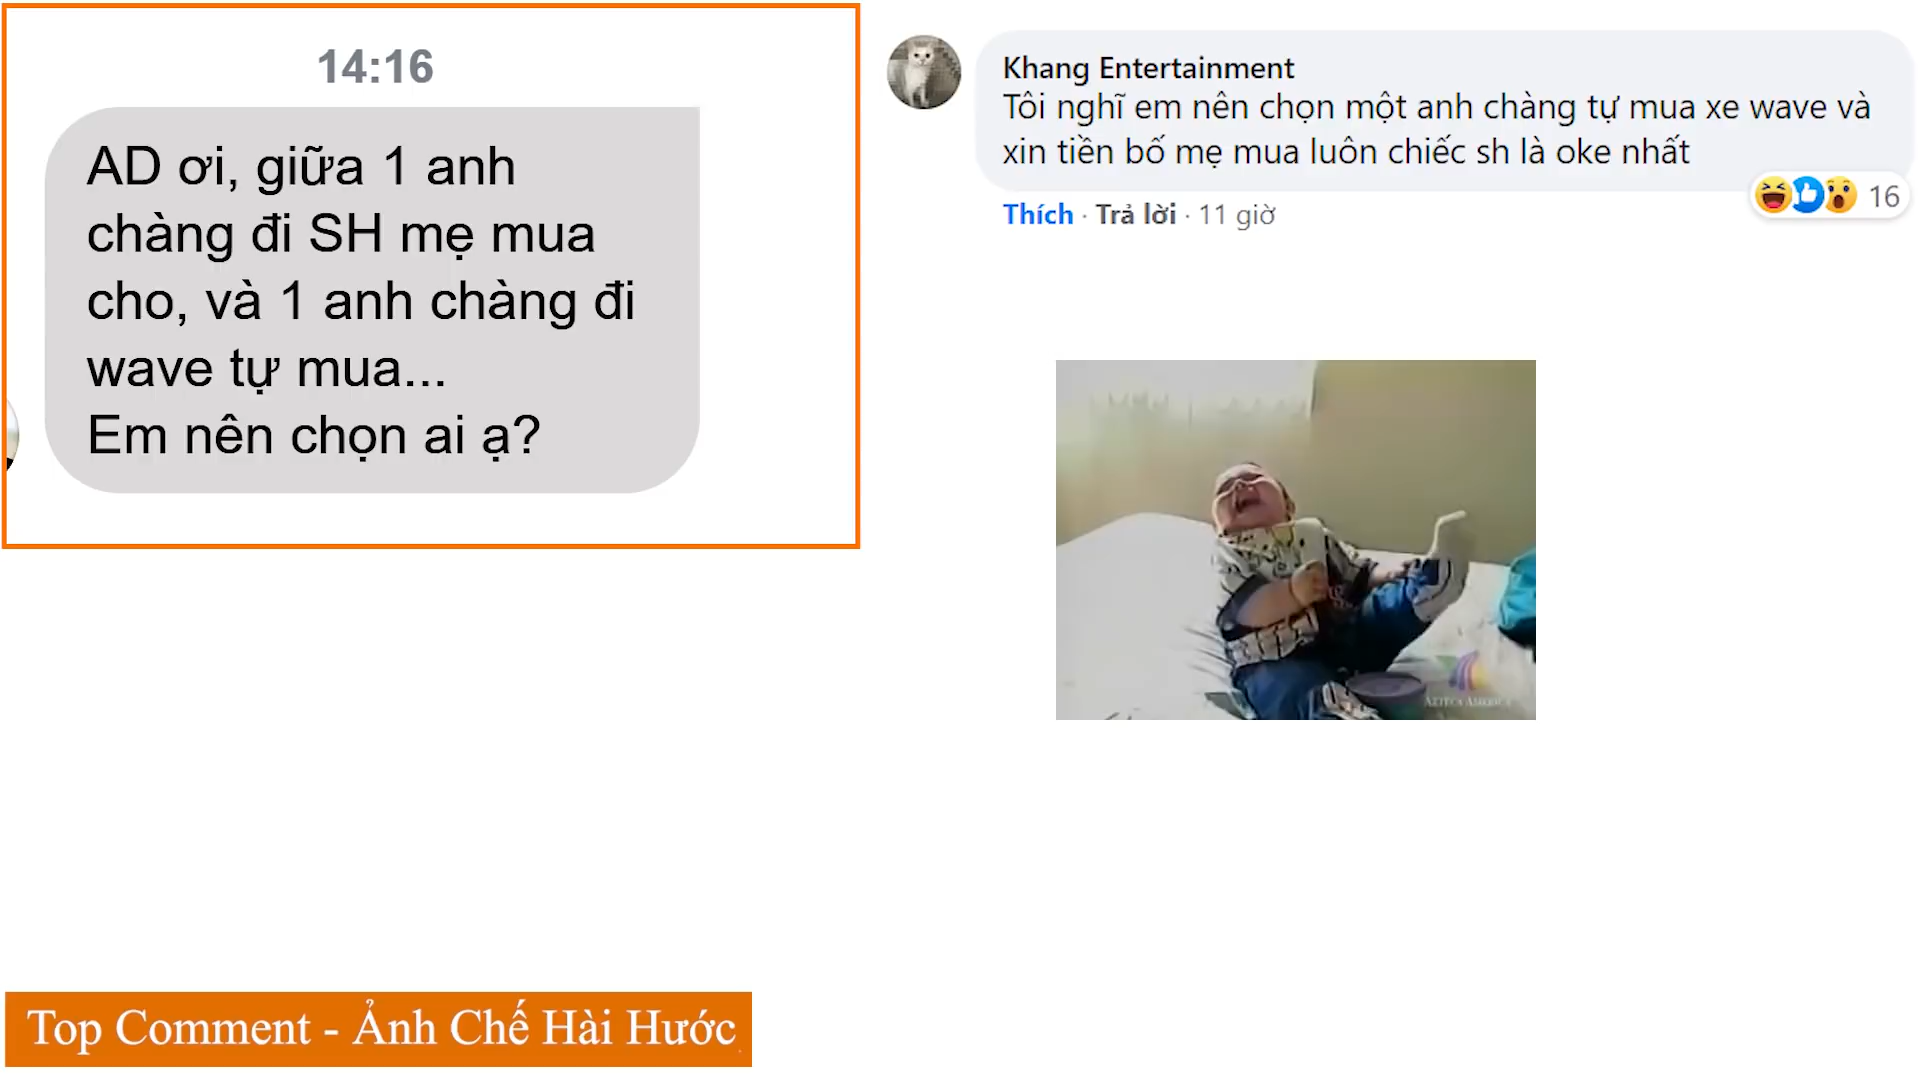 14:16
AD ơi, giữa 1 anh
chàng đi SH mẹ mua
cho, và 1 anh chàng đi
wave tự mua...
Em nên chọn ai ạ?
Khang Entertainment
Tôi nghĩ em nên chọn một anh chàng tự mua xe wave và
xin tiền bố mẹ mua luôn chiếc sh là oke nhất
Thích · Trả lời · 11 giờ
16
AZTECA AMERICA
Top Comment - Ảnh Chế Hài Hước